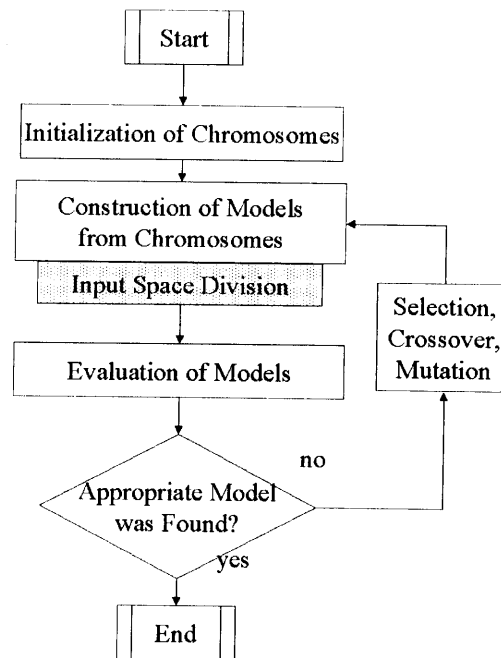 Start
Initialization of Chromosomes
Construction of Models
from Chromosomes
Input Space Division
Selection,
Crossover,
Mutation
Evaluation of Models
no
Appropriate Model
was Found?
yes
End